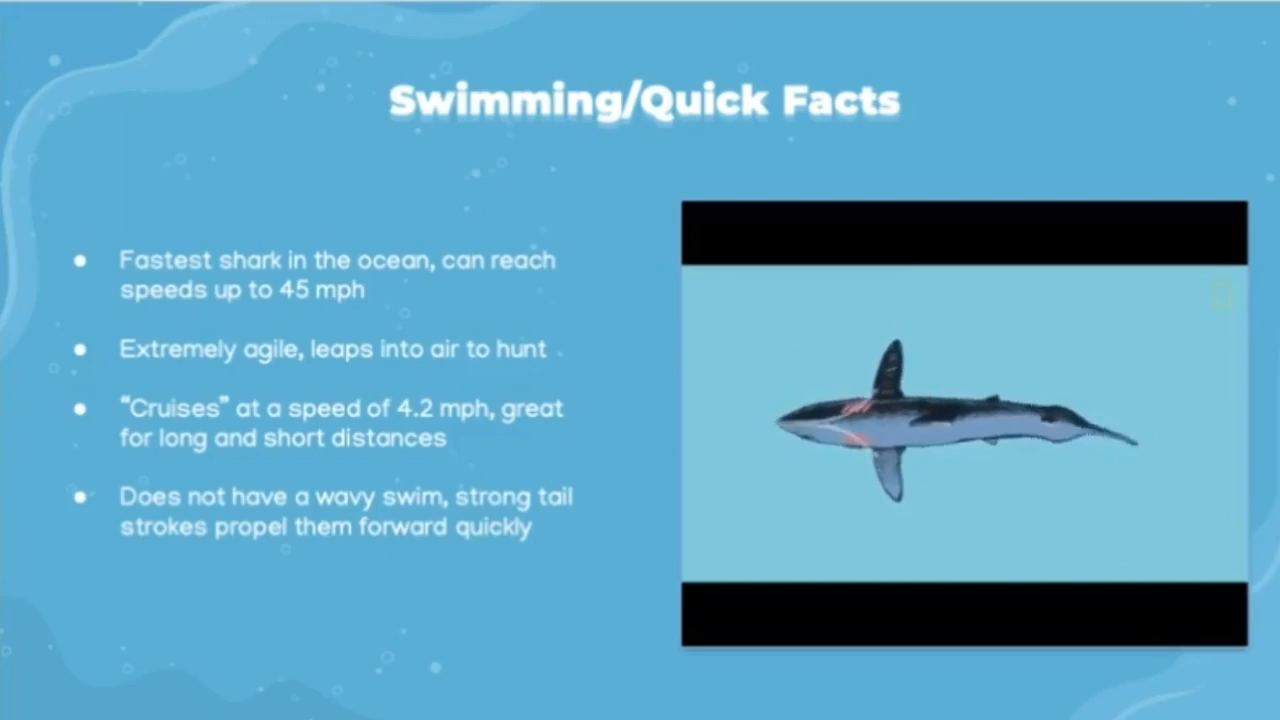 Swimming/Quick Facts
● Fastest shark in the ocean, can reach
speeds up to 45 mph
● Extremely agile, leaps into air to hunt
● “Cruises” at a speed of 4.2 mph, great
for long and short distances
● Does not have a wavy swim, strong tail
strokes propel them forward quickly